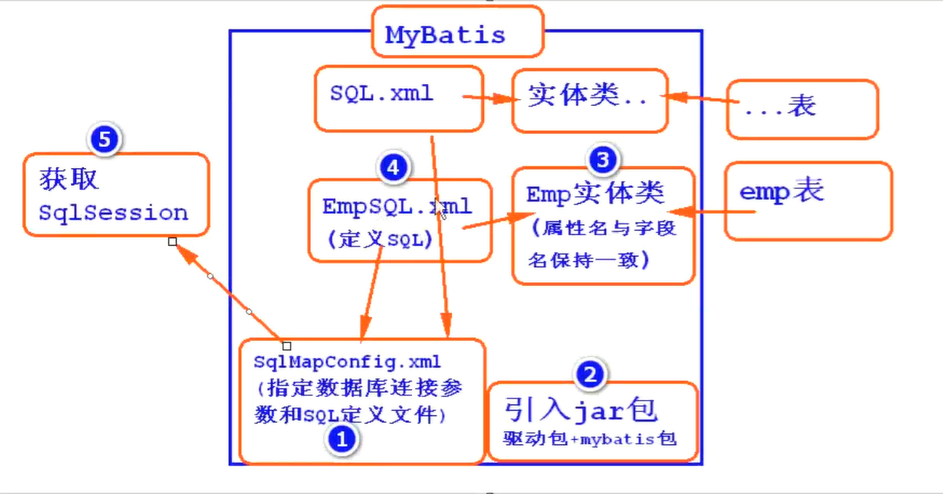 MyBatis
SQL.xml
实体类..
...表
5
获取
SqlSession
4
EmpSQL.xml
(定义SQL)
3
Emp实体类
(属性名与字段
名保持一致)
emp表
SqlMapConfig.xml
(指定数据库连接参
数和SQL定义文件)
1
2
引入jar包
驱动包+mybatis包